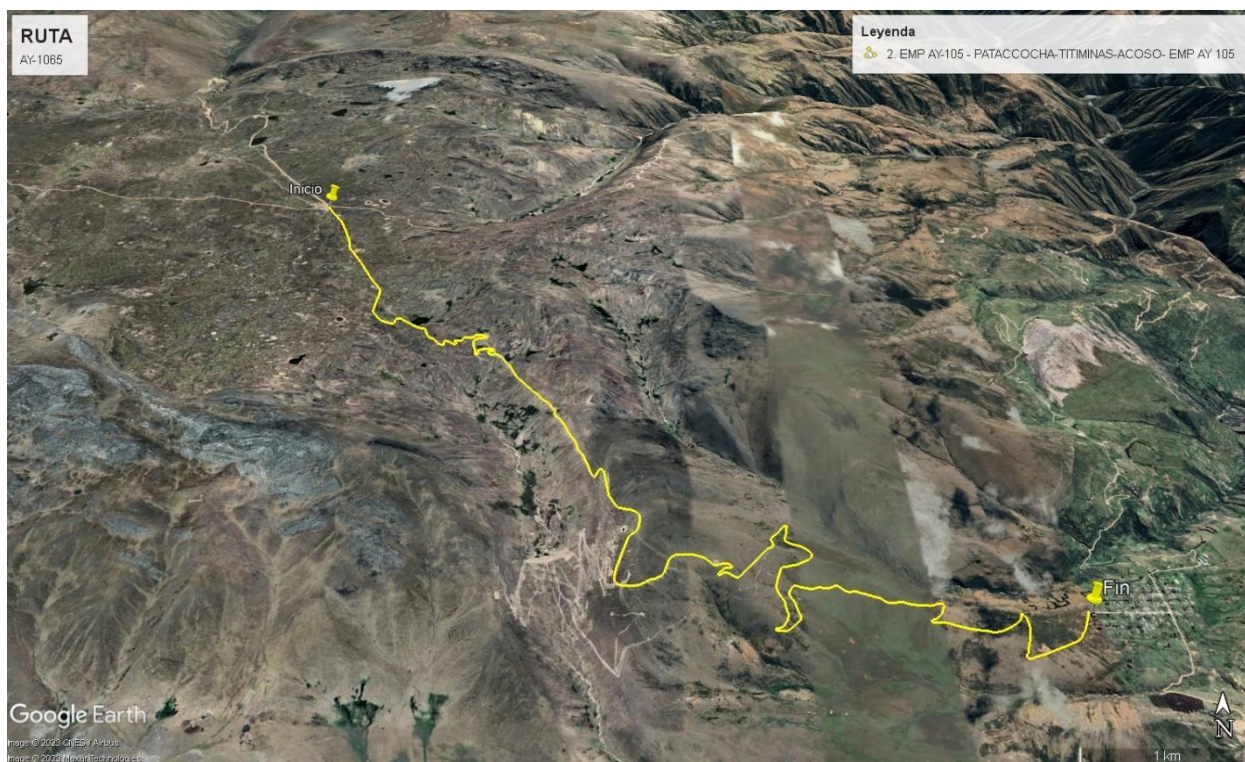 RUTA
AY-1065
Leyenda
2. EMP AY-105 - PATACCOCHA-TITIMINAS-ACOSO- EMP AY 105
Inicio
Fin
Google Earth
Image © 2023 CNES / Airbus
Image © 2023 Maxar Technologies
1 km
N